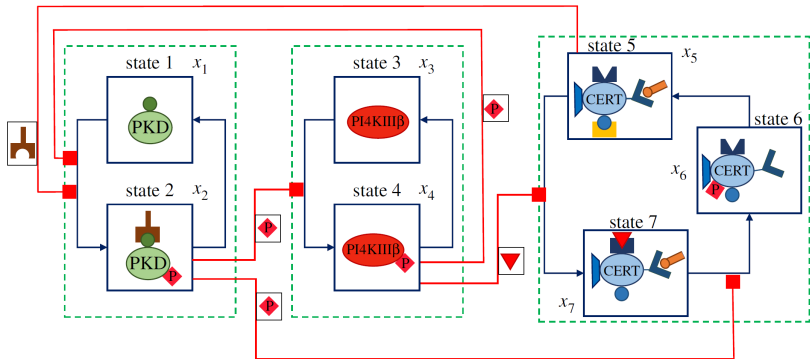 state 1 x1
PKD
state 2 x2
PKD
P
P
P
state 3 x3
PI4KIIIβ
state 4 x4
PI4KIIIβ
P
P
state 5 x5
CERT
state 6
x6
CERT
P
state 7
x7
CERT